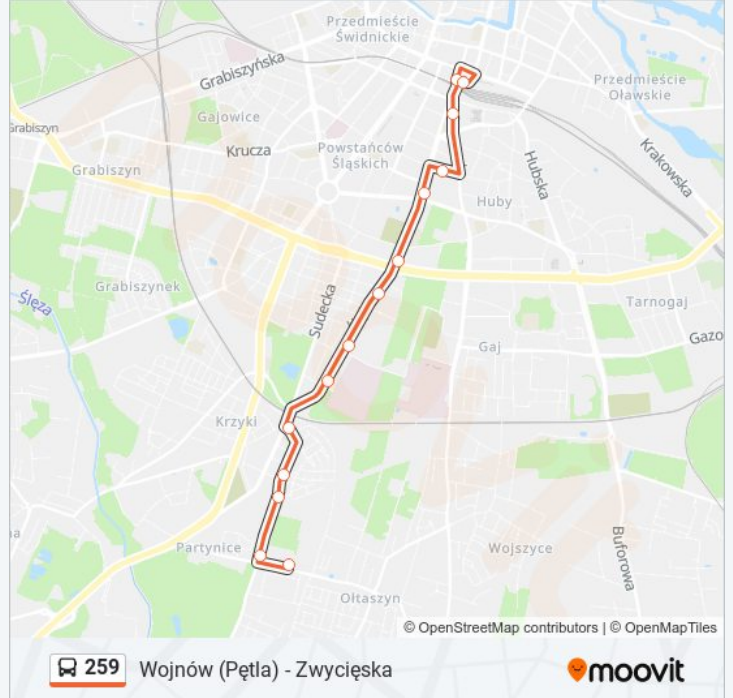 Przedmieście
Świdnickie
Grabiszyńska
Przedmieście
Oławskie
Gajowice
Grabiszyn
Krucza
Powstańców
Śląskich
Krakowska
Hubska
Grabiszyn
Huby
Grabiszynek
Ślęza
Sudecka
Tarnogaj
Gazo
Gaj
Krzyki
Buforowa
Partynice
Wojszyce
na
Ołtaszyn
© OpenStreetMap contributors | © OpenMapTiles
259 Wojnów (Pętla) - Zwycięska
moovit